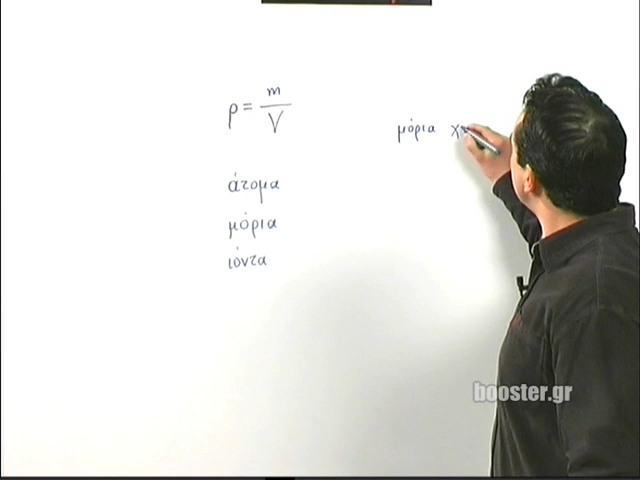 ρ = m / V
άτομα
μόρια
ιόντα
μόρια
booster.gr